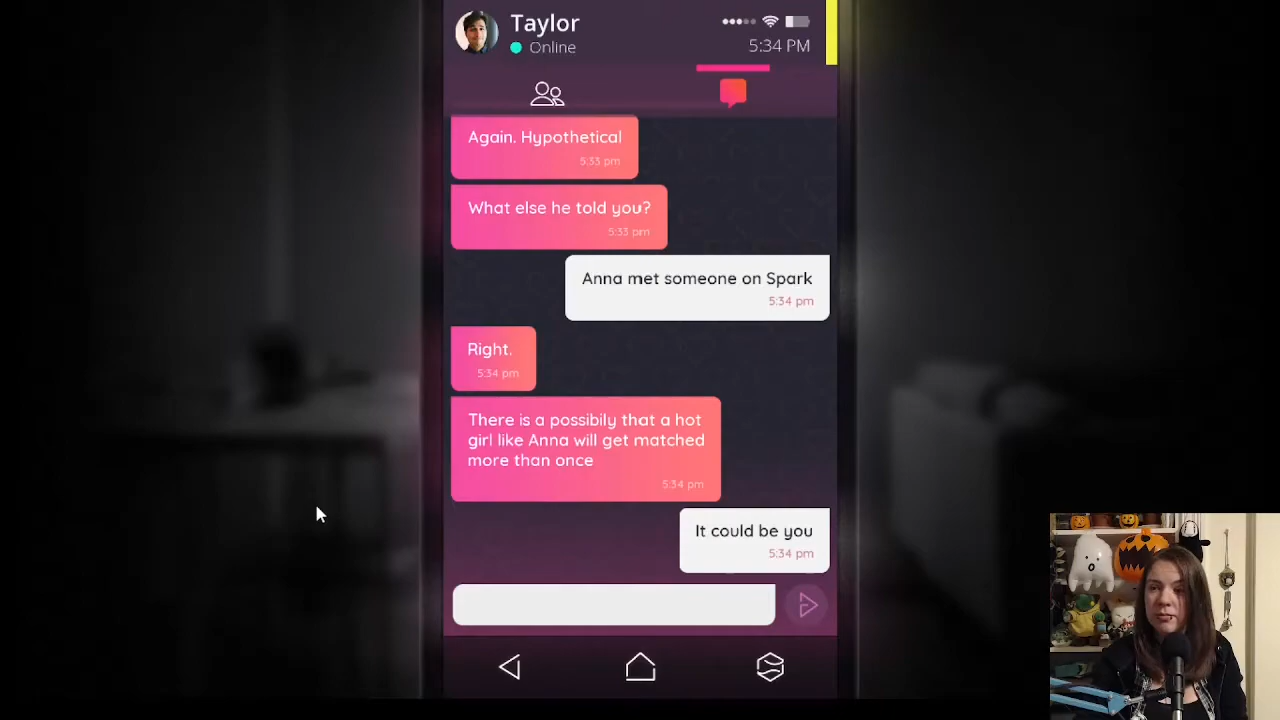 Taylor
Online
5:34 PM
Again. Hypothetical
5:33 pm
What else he told you?
5:33 pm
Anna met someone on Spark
5:34 pm
Right.
5:34 pm
There is a possibily that a hot
girl like Anna will get matched
more than once
5:34 pm
It could be you
5:34 pm